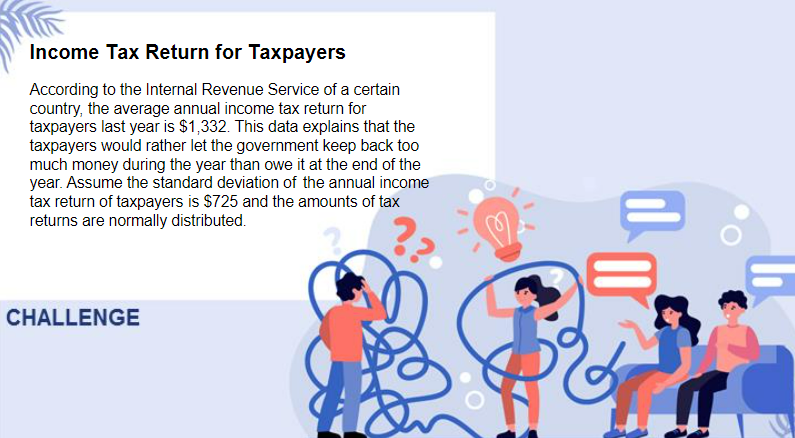 Income Tax Return for Taxpayers
According to the Internal Revenue Service of a certain
country, the average annual income tax return for
taxpayers last year is $1,332. This data explains that the
taxpayers would rather let the government keep back too
much money during the year than owe it at the end of the
year. Assume the standard deviation of the annual income
tax return of taxpayers is $725 and the amounts of tax
returns are normally distributed.
? ? ? ?
CHALLENGE